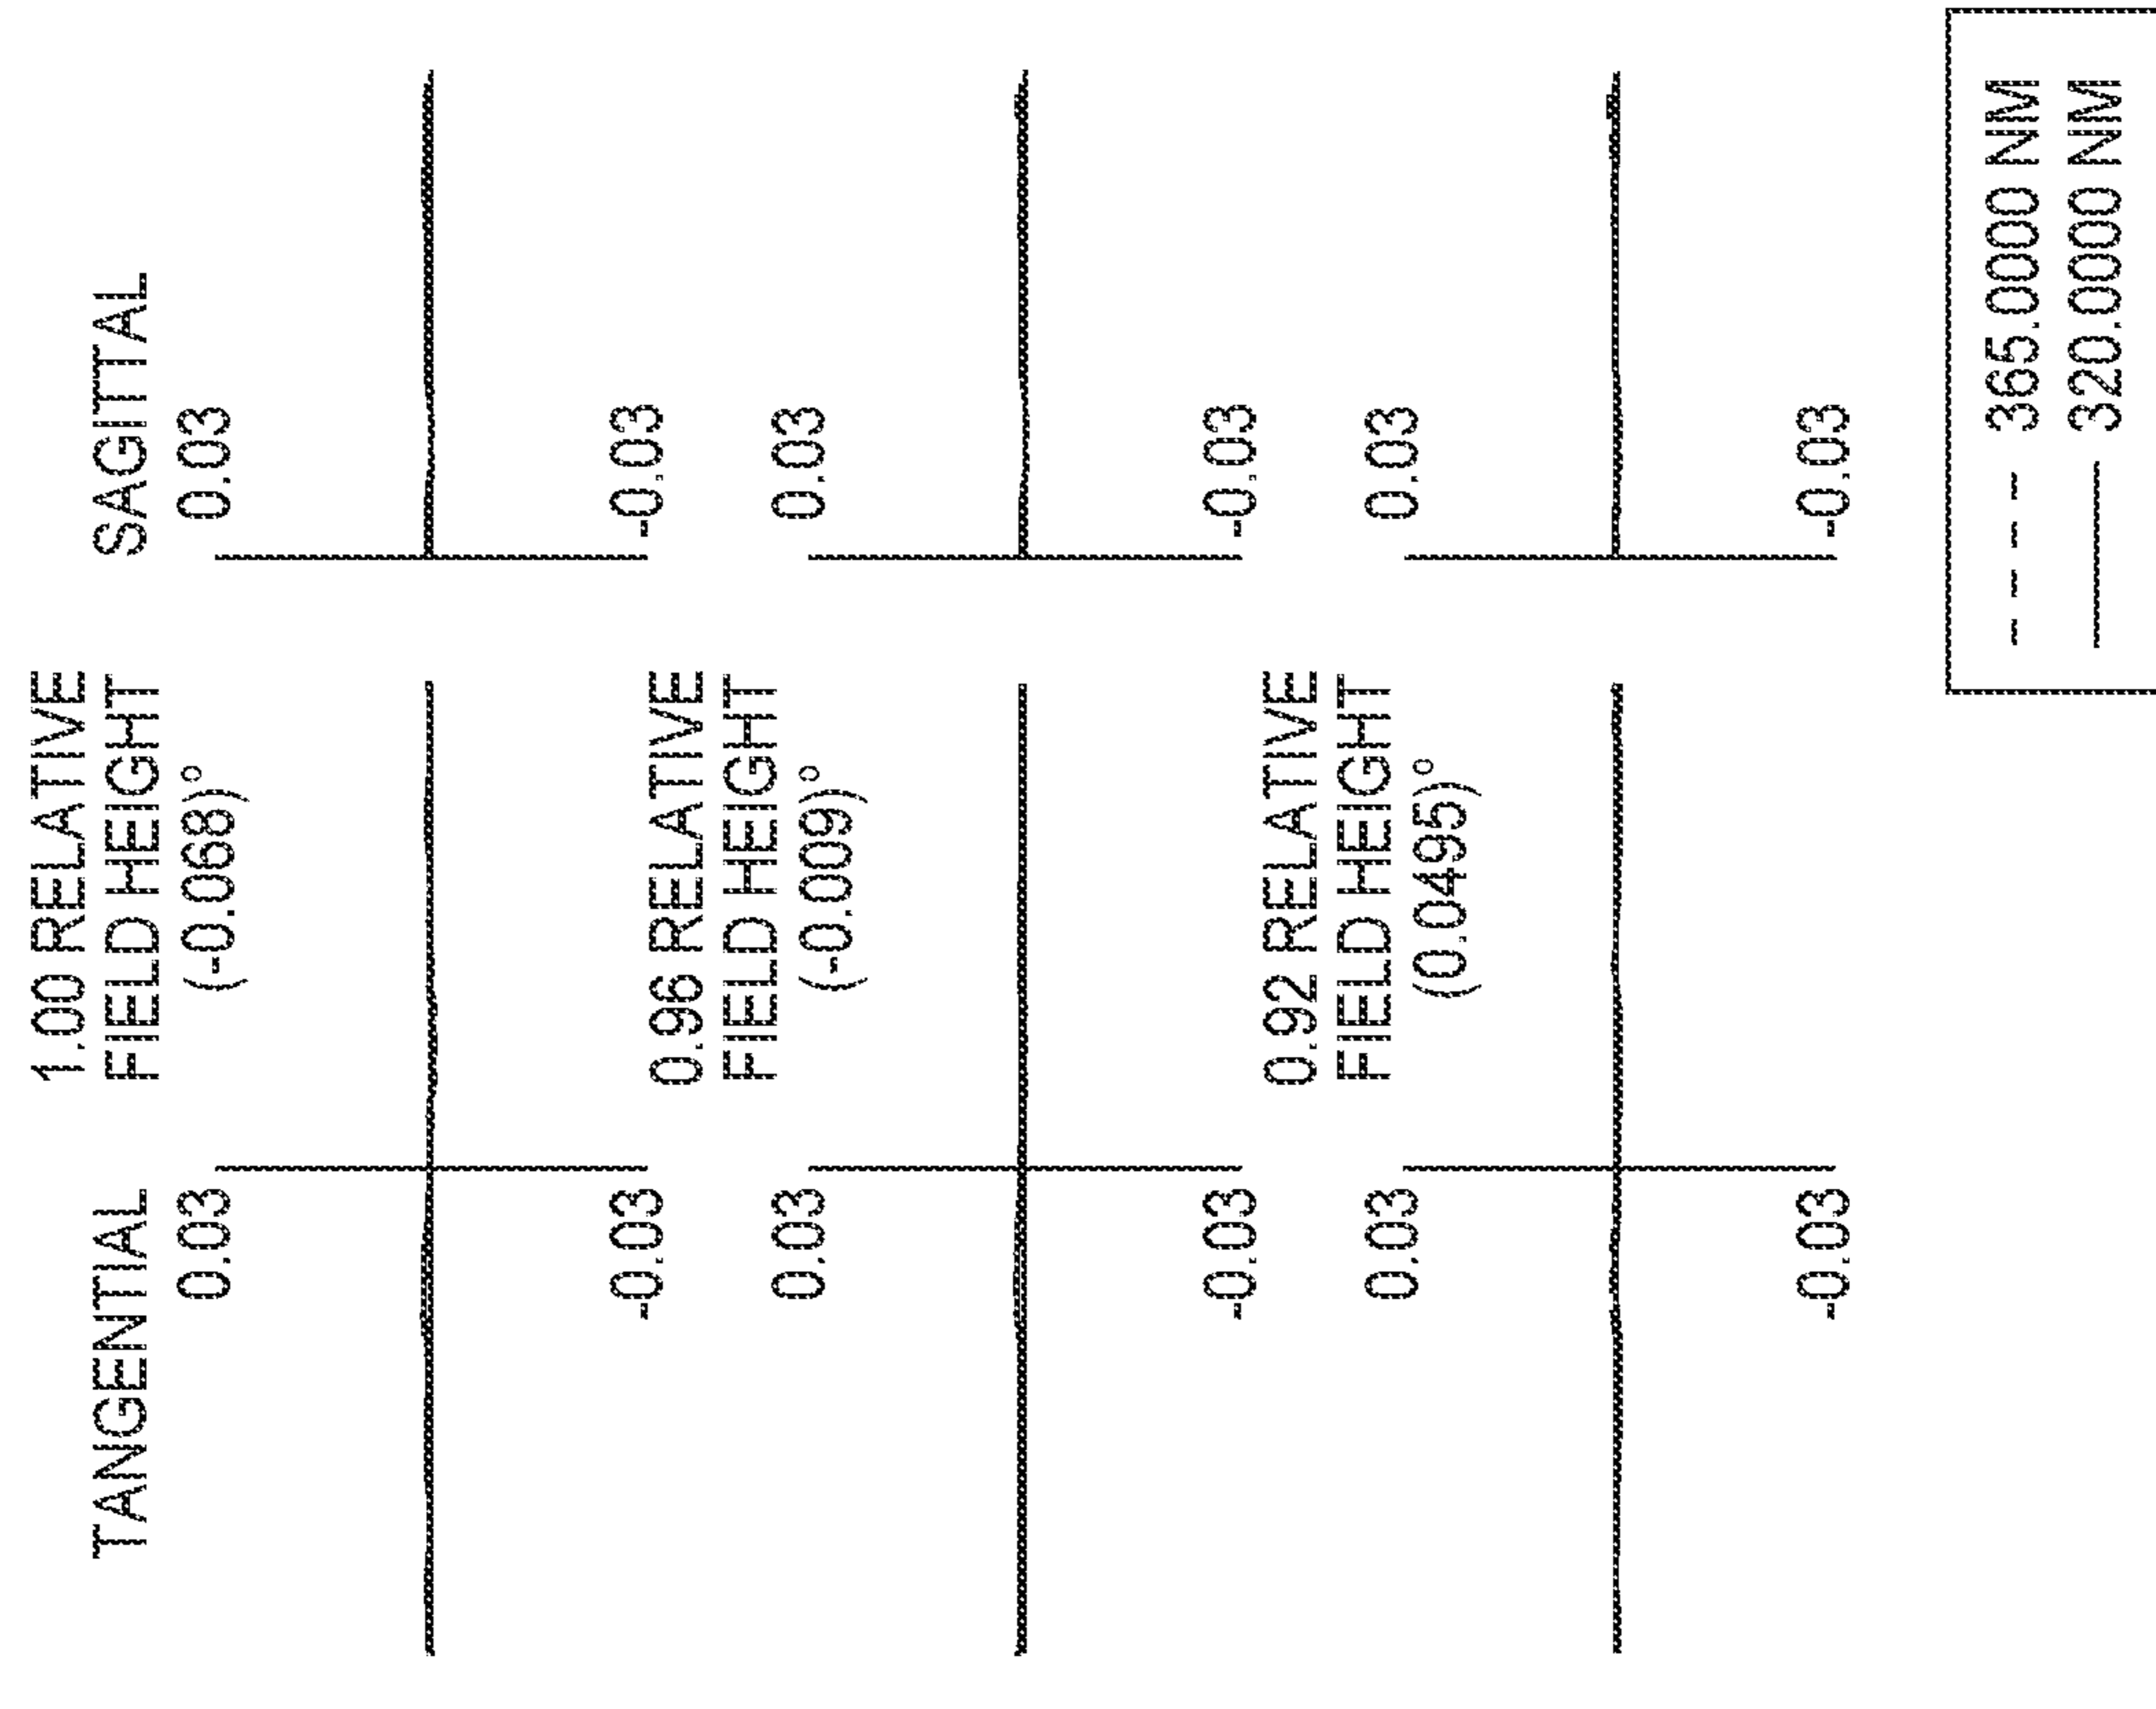 TANGENTIAL
1.00 RELATIVE
FIELD HEIGHT
(-0.068)°
SAGITTAL
0.03
0.03
-0.03
-0.03
0.96 RELATIVE
FIELD HEIGHT
(-0.009)°
0.03
0.03
-0.03
-0.03
0.92 RELATIVE
FIELD HEIGHT
(0.0495)°
0.03
0.03
-0.03
-0.03
365.0000 NM
320.0000 NM